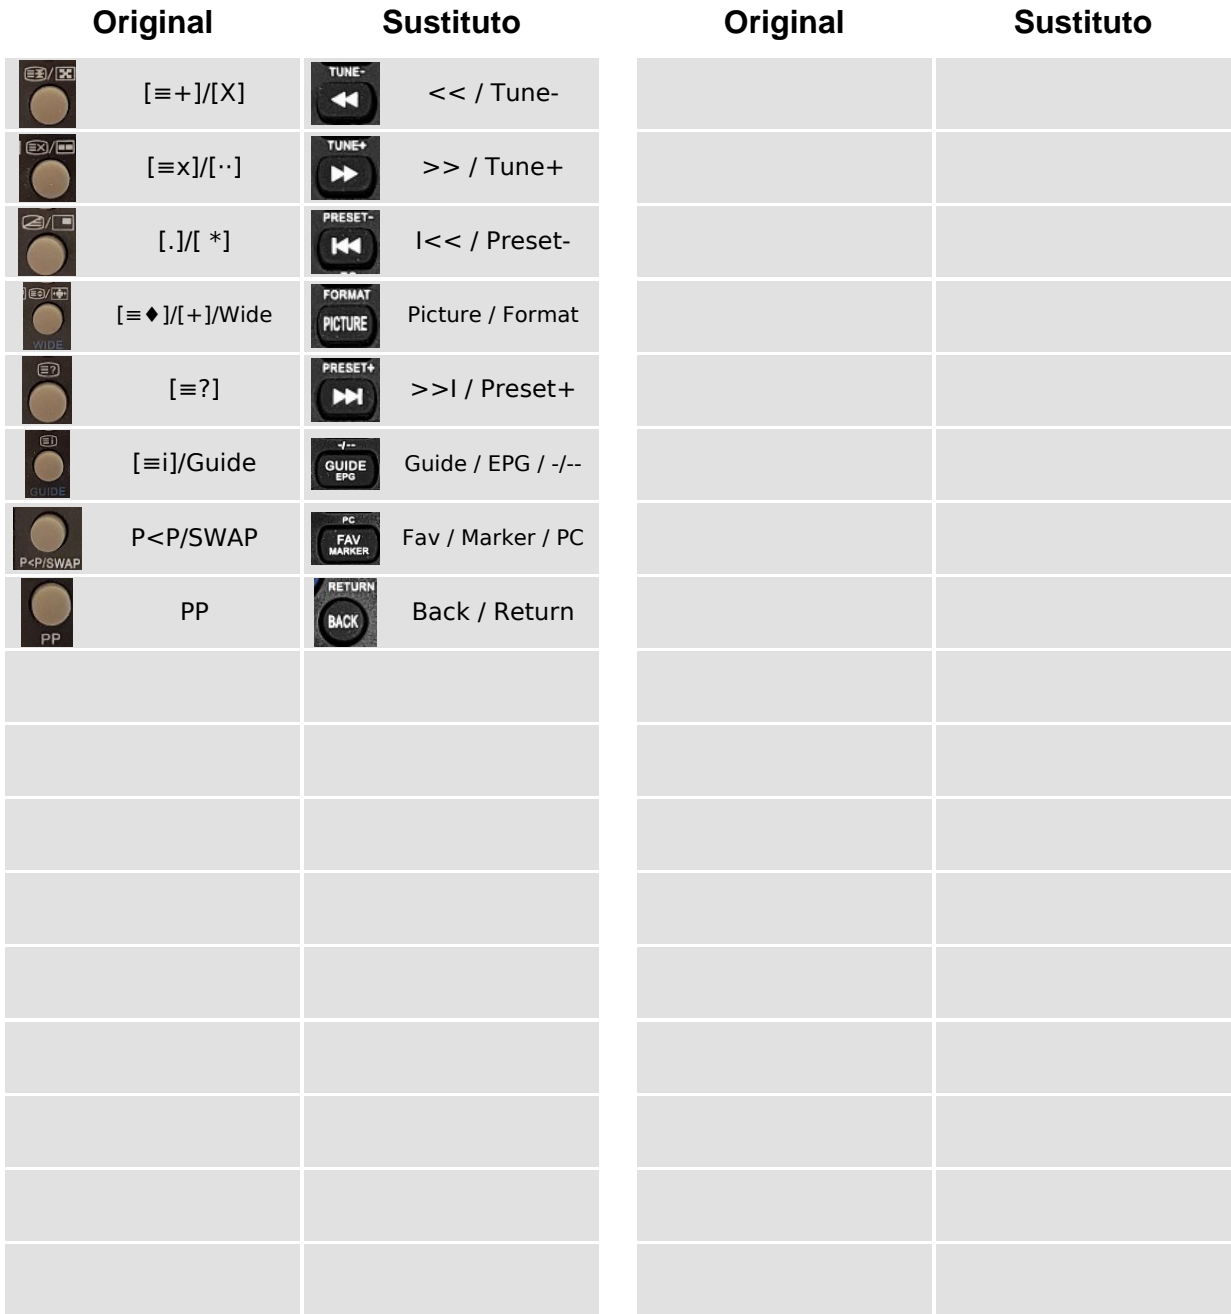 Original Sustituto Original Sustituto
[≡+]/[X] TUNE- << / Tune-
[≡x]/[··] TUNE+ >> / Tune+
[.]/[ *] PRESET- I<< / Preset-
WIDE [≡♦]/[+]/Wide FORMAT PICTURE Picture / Format
[≡?] PRESET+ >>I / Preset+
GUIDE [≡i]/Guide -/-- GUIDE EPG Guide / EPG / -/--
P<P/SWAP P<P/SWAP PC FAV MARKER Fav / Marker / PC
PP PP RETURN BACK Back / Return